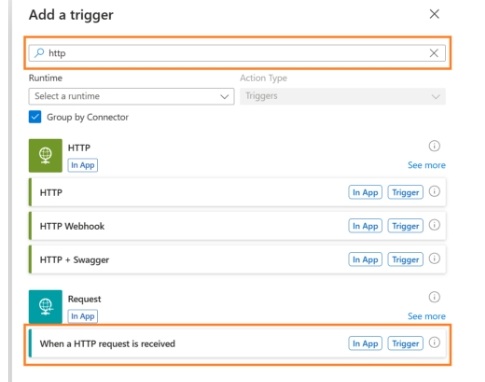 Add a trigger
http
Runtime
Action Type
Select a runtime
Triggers
Group by Connector
HTTP
In App
See more
HTTP In App Trigger
HTTP Webhook In App Trigger
HTTP + Swagger In App Trigger
Request
In App
See more
When a HTTP request is received In App Trigger